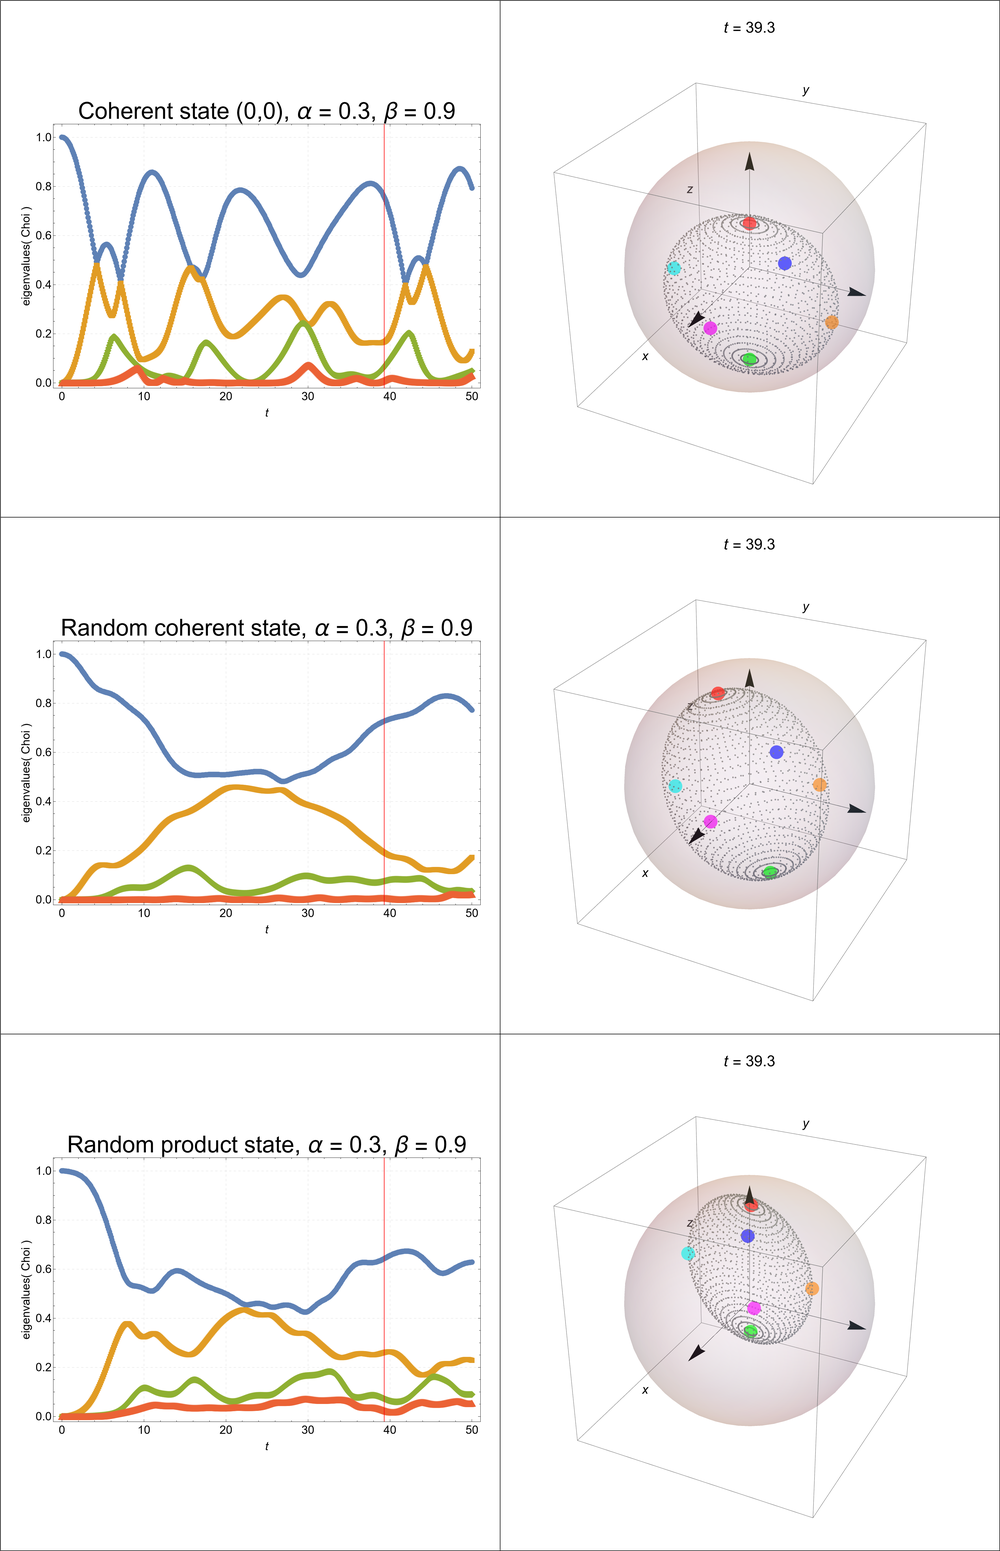 t = 39.3
Coherent state (0,0), α = 0.3, β = 0.9
eigenvalues( Choi )
1.0
0.8
0.6
0.4
0.2
0.0
0 10 20 30 40 50
t
y
z
x
t = 39.3
Random coherent state, α = 0.3, β = 0.9
eigenvalues( Choi )
1.0
0.8
0.6
0.4
0.2
0.0
0 10 20 30 40 50
t
y
z
x
t = 39.3
Random product state, α = 0.3, β = 0.9
eigenvalues( Choi )
1.0
0.8
0.6
0.4
0.2
0.0
0 10 20 30 40 50
t
y
z
x